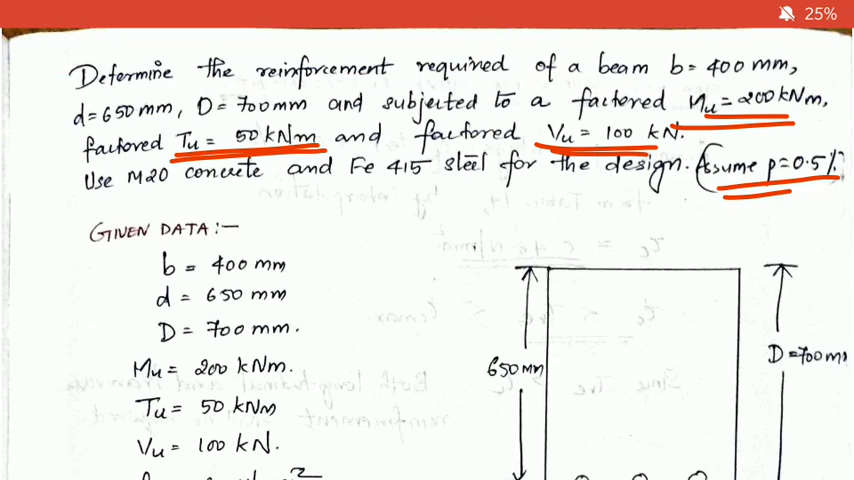 25%
Determine the reinforcement required of a beam b = 400 mm,
d = 650 mm, D = 700 mm and subjected to a factored Mu = 200 kNm,
factored Tu = 50 kNm and factored Vu = 100 kN.
Use M20 concrete and Fe 415 steel for the design. (Assume p = 0.5%
GIVEN DATA :-
b = 400 mm
d = 650 mm
D = 700 mm.
Mu = 200 kNm.
Tu = 50 kNm
Vu = 100 kN.
650 mm
D = 700 m